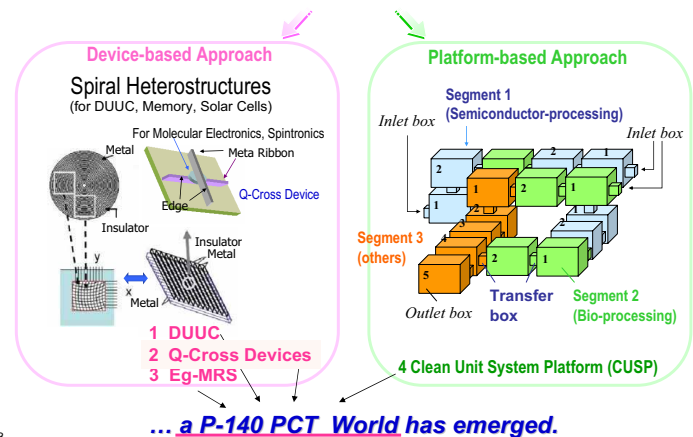 Device-based Approach
Spiral Heterostructures
(for DUUC, Memory, Solar Cells)
For Molecular Electronics, Spintronics
Metal
Meta Ribbon
Q-Cross Device
Edge
Insulator
Insulator
Metal
y
x
Metal
1 DUUC
2 Q-Cross Devices
3 Eg-MRS
Platform-based Approach
Segment 1
(Semiconductor-processing)
Inlet box
Inlet box
2
1
2
1
2
1
1
2
3
4
5
2
1
1
2
Segment 3
(others)
Outlet box
Transfer
box
Segment 2
(Bio-processing)
4 Clean Unit System Platform (CUSP)
... a P-140 PCT World has emerged.